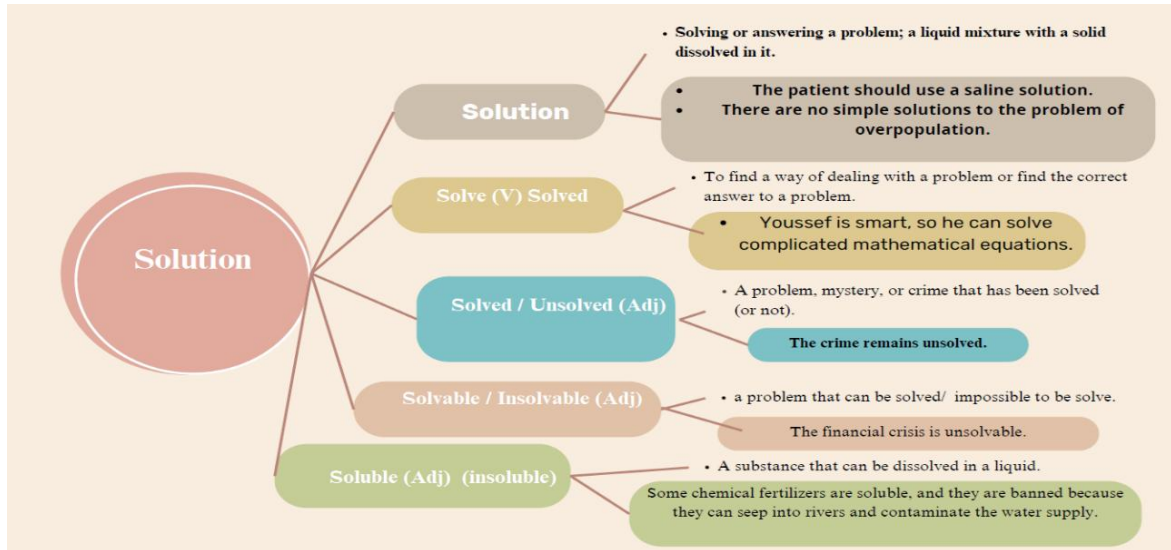 Solution
Solution
• Solving or answering a problem; a liquid mixture with a solid
dissolved in it.
• The patient should use a saline solution.
• There are no simple solutions to the problem of
overpopulation.
Solve (V) Solved
• To find a way of dealing with a problem or find the correct
answer to a problem.
• Youssef is smart, so he can solve
complicated mathematical equations.
Solved / Unsolved (Adj)
• A problem, mystery, or crime that has been solved
(or not).
The crime remains unsolved.
Solvable / Insolvable (Adj)
• a problem that can be solved/ impossible to be solve.
The financial crisis is unsolvable.
Soluble (Adj) (insoluble)
• A substance that can be dissolved in a liquid.
Some chemical fertilizers are soluble, and they are banned because
they can seep into rivers and contaminate the water supply.